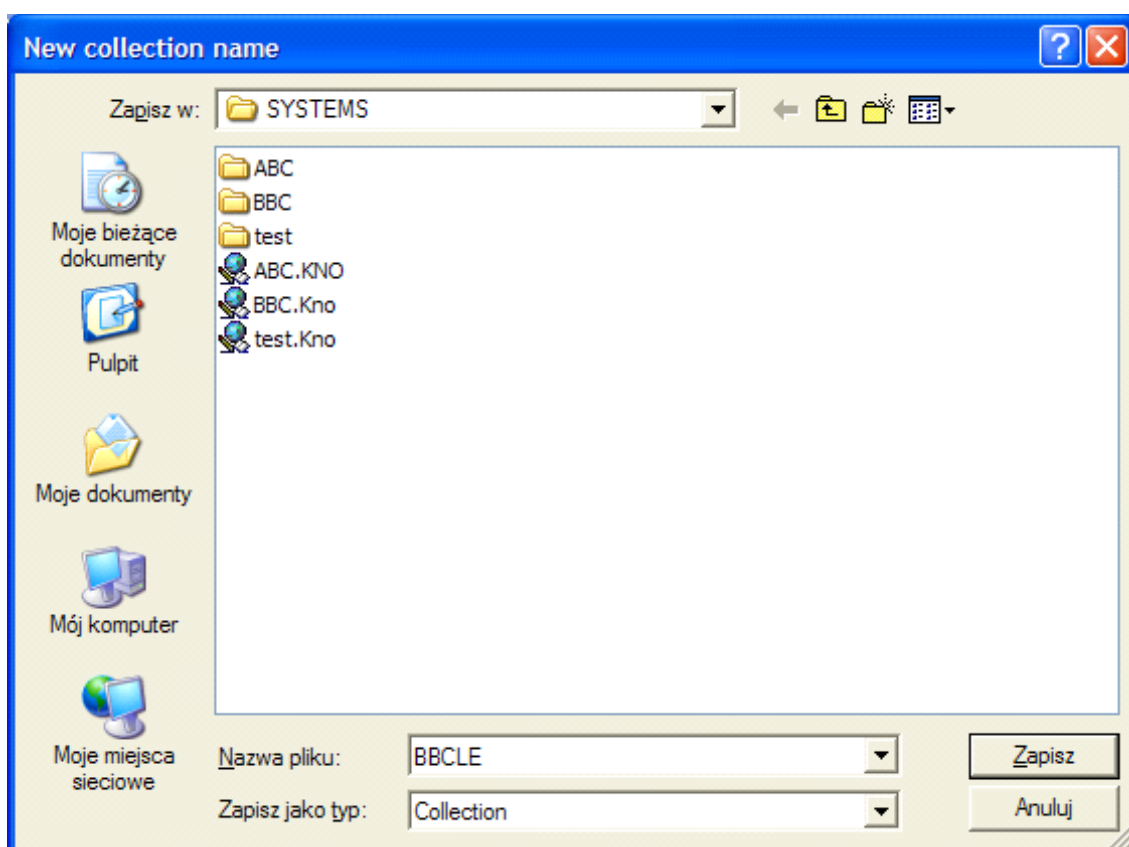 New collection name
Zapisz w: SYSTEMS
ABC
BBC
test
ABC.KNO
BBC.Kno
test.Kno
Moje bieżące
dokumenty
Pulpit
Moje dokumenty
Mój komputer
Moje miejsca
sieciowe
Nazwa pliku: BBCLE Zapisz
Zapisz jako typ: Collection Anuluj